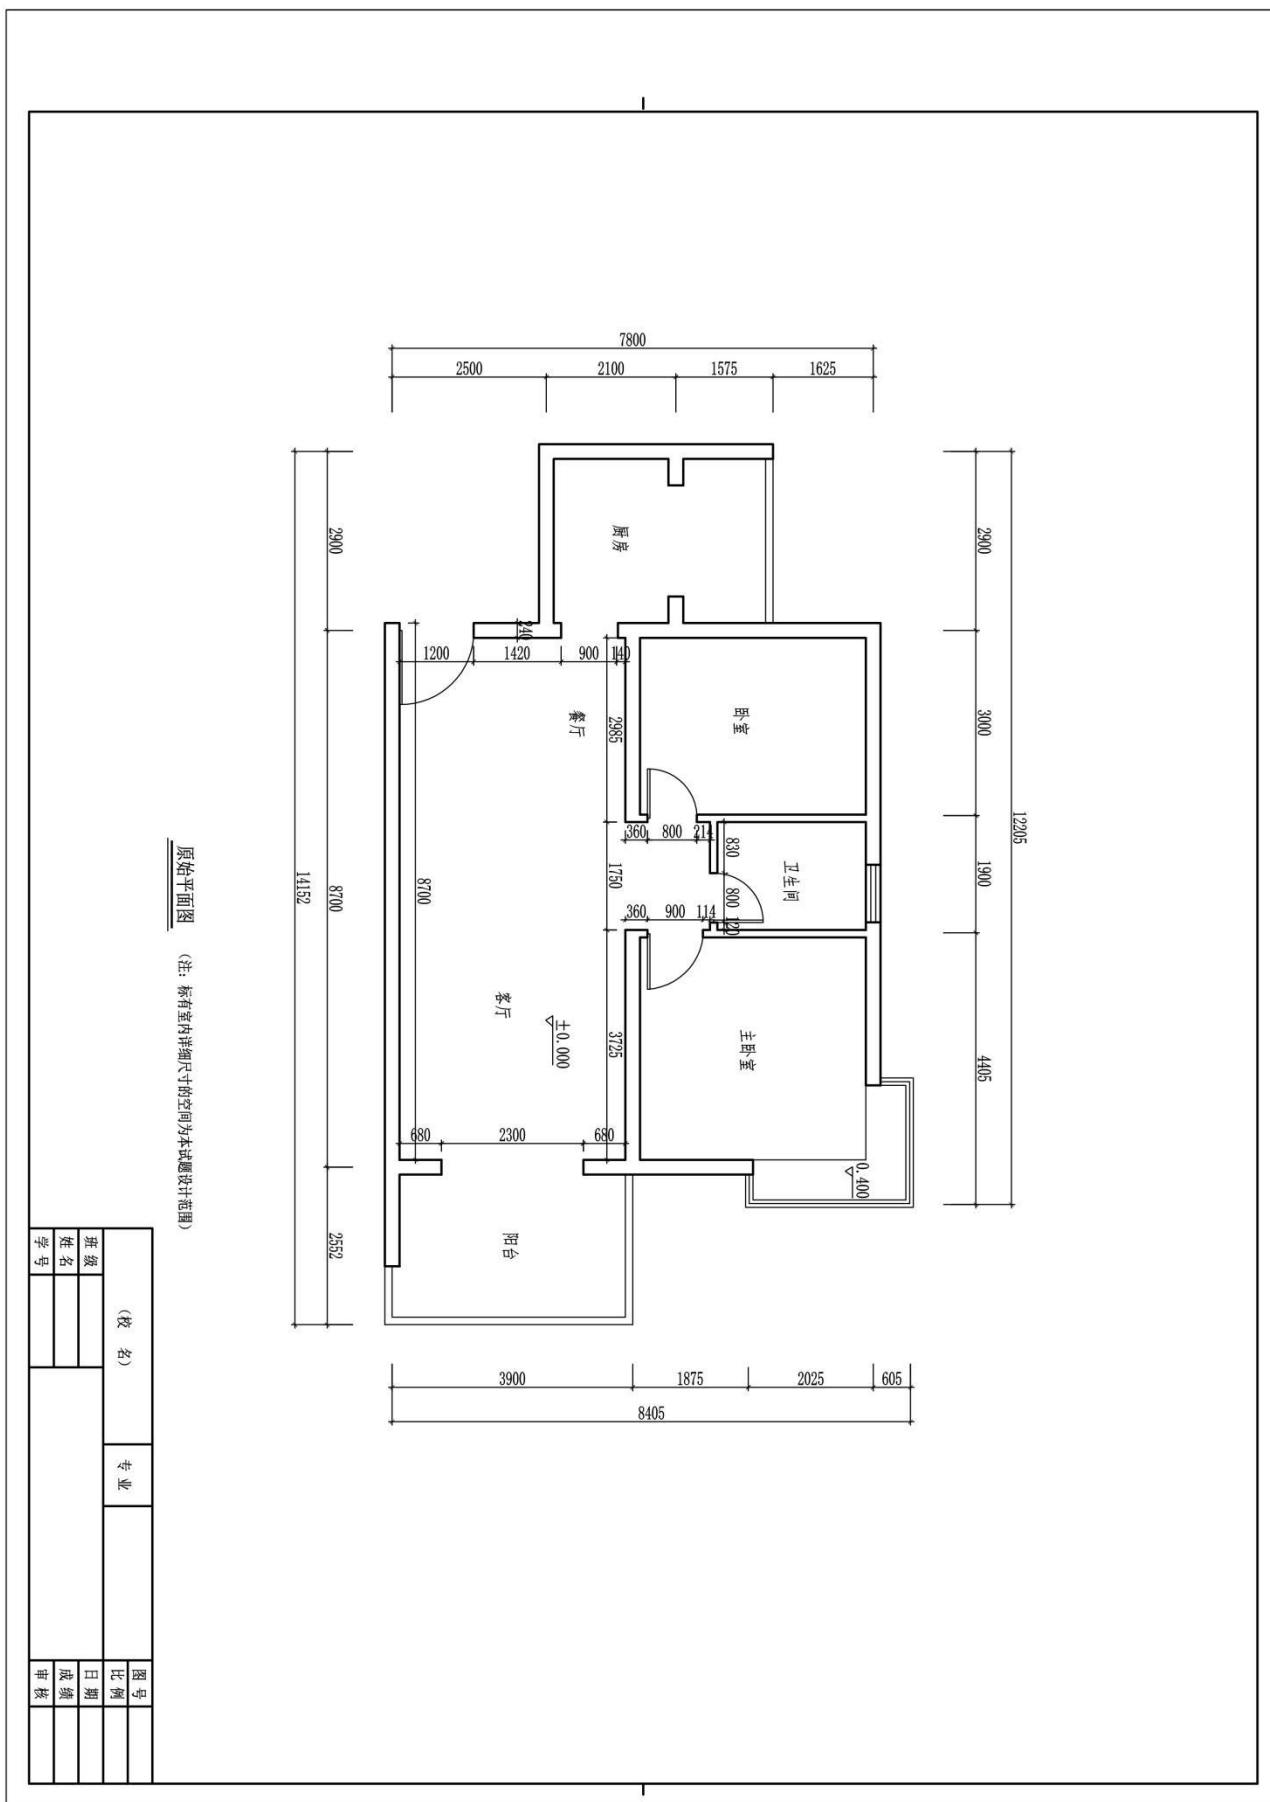 7800
2500
2100
1575
1625
2900
8700
2552
14152
2900
3000
1900
4405
12205
厨房
240
1200
1420
900
140
餐厅
2985
卧室
8700
360
800
214
830
1750
卫生间
800
360
900
114
120
客厅
±0.000
3725
主卧室
680
2300
680
0.400
阳台
3900
1875
2025
605
8405
原始平面图
(注: 标有室内详细尺寸的空间为本试题设计范围)
(校 名)
专 业
图 号
比 例
班 级
日 期
姓 名
成 绩
学 号
审 核